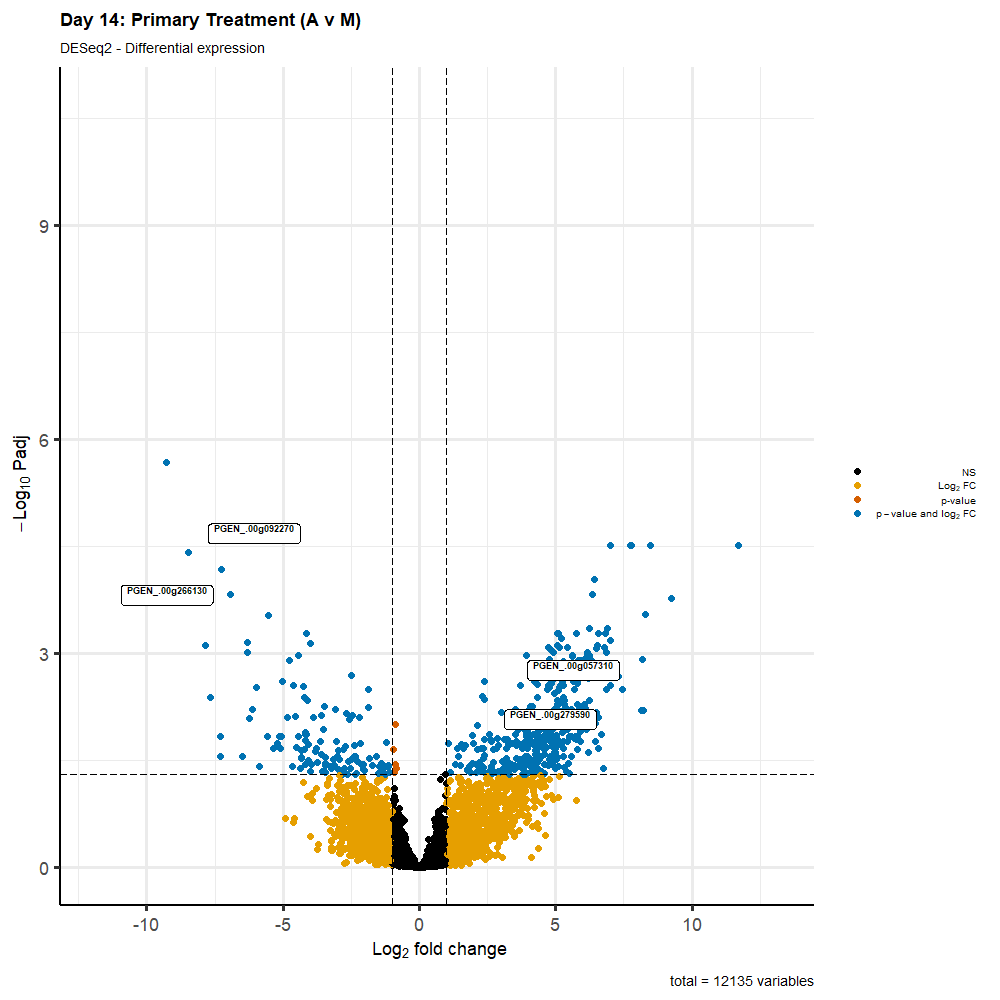 Day 14: Primary Treatment (A v M)
DESeq2 - Differential expression
−Log₁₀ Padj
9
6
3
0
PGEN_.00g092270
PGEN_.00g266130
PGEN_.00g057310
PGEN_.00g279590
NS
Log₂ FC
p-value
p − value and log₂ FC
-10 -5 0 5 10
Log₂ fold change
total = 12135 variables